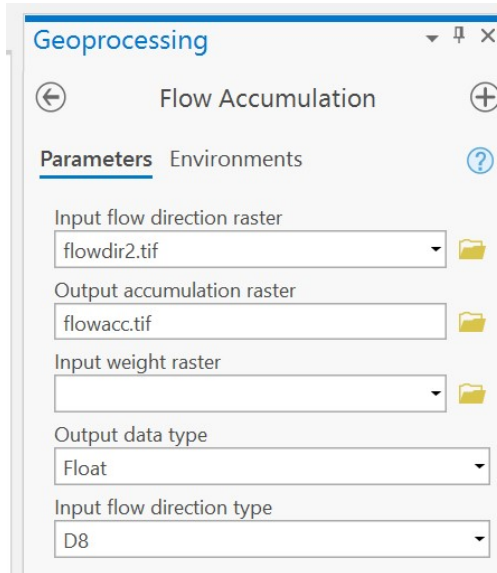 Geoprocessing
Flow Accumulation
Parameters Environments
Input flow direction raster
flowdir2.tif
Output accumulation raster
flowacc.tif
Input weight raster
Output data type
Float
Input flow direction type
D8